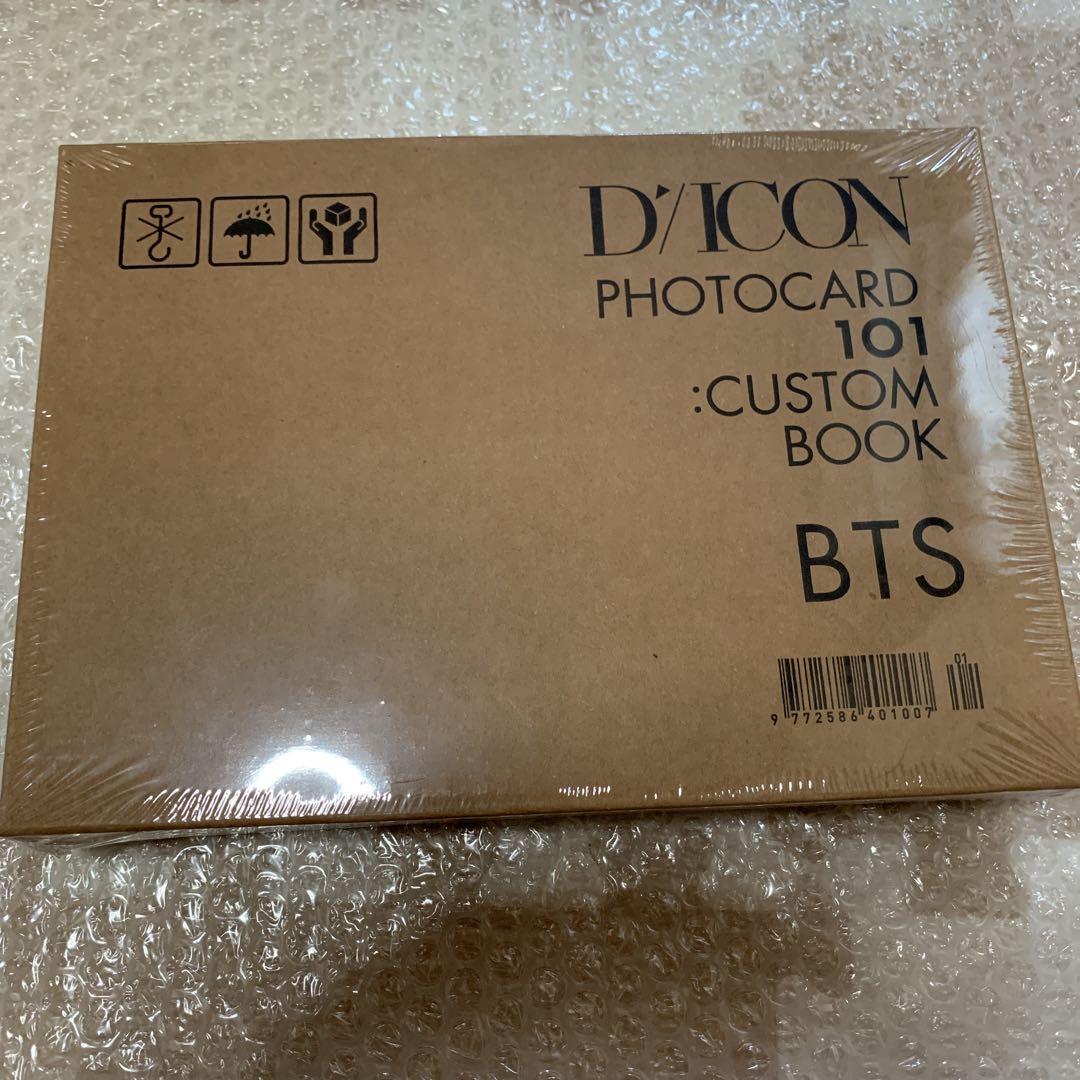 D'/ICON
PHOTOCARD
101
:CUSTOM
BOOK
BTS
01
9 772586 401007